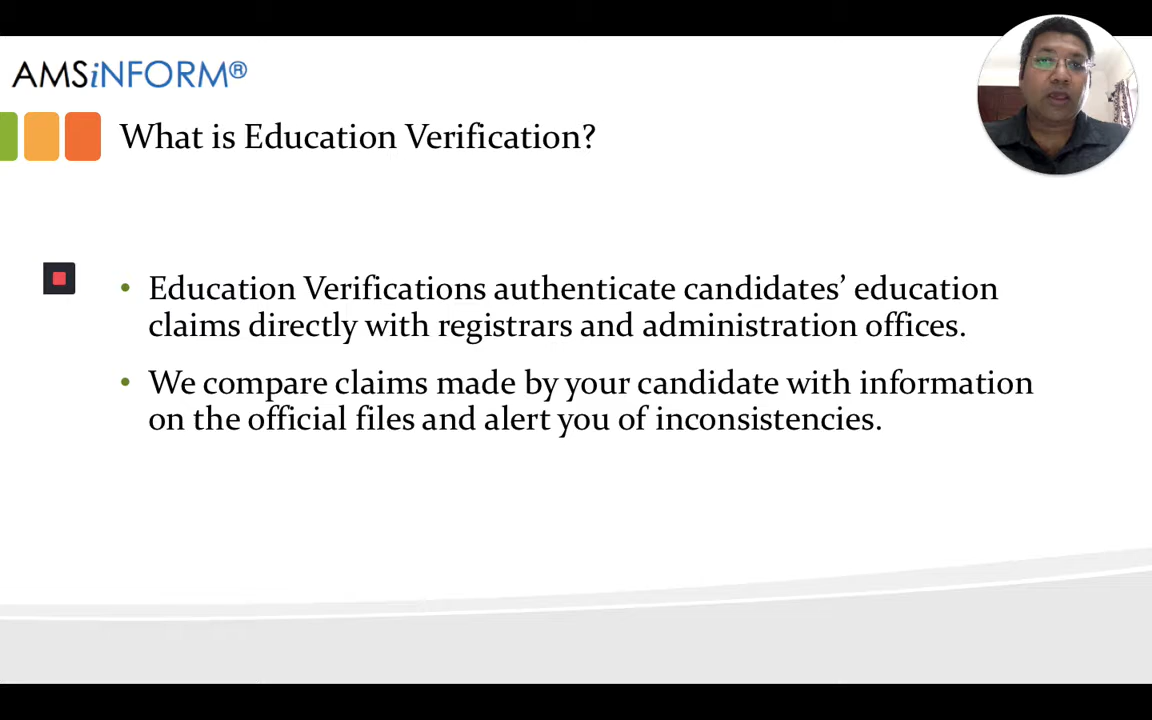 AMSiNFORM®
What is Education Verification?
• Education Verifications authenticate candidates’ education
claims directly with registrars and administration offices.
• We compare claims made by your candidate with information
on the official files and alert you of inconsistencies.